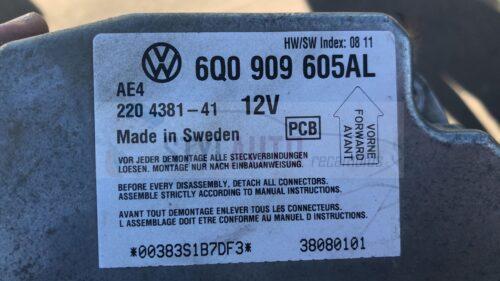 HW/SW Index: 08 11
6Q0 909 605AL
AE4
220 4381-41 12V
Made in Sweden
PCB
VORNE
FORWARD
AVANT
VOR JEDER DEMONTAGE ALLE STECKVERBINDUNGEN
LOESEN. MONTAGE NUR NACH EINBAUANWEISUNG.
BEFORE EVERY DISASSEMBLY, DETACH ALL CONNECTORS.
ASSEMBLE STRICTLY ACCORDING TO MANUAL INSTRUCTIONS.
AVANT TOUT DEMONTAGE ENLEVER TOUS LES CONNECTEURS.
L ASSEMBLAGE DOIT ETRE CONFORME AU MANUEL D INSTRUCTIONS.
*00383S1B7DF3* 38080101